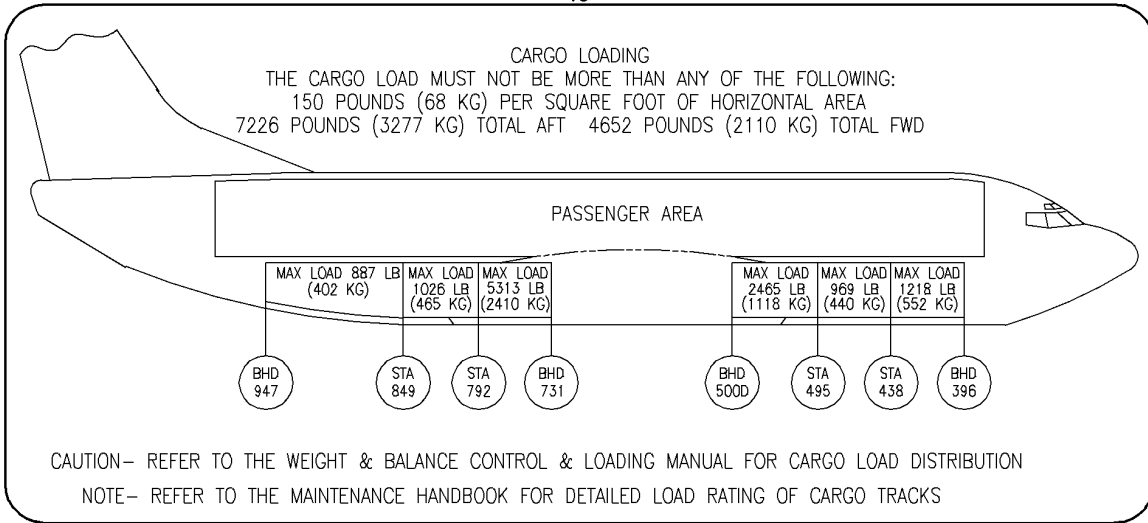 CARGO LOADING
THE CARGO LOAD MUST NOT BE MORE THAN ANY OF THE FOLLOWING:
150 POUNDS (68 KG) PER SQUARE FOOT OF HORIZONTAL AREA
7226 POUNDS (3277 KG) TOTAL AFT 4652 POUNDS (2110 KG) TOTAL FWD
PASSENGER AREA
MAX LOAD 887 LB
(402 KG)
MAX LOAD
1026 LB
(465 KG)
MAX LOAD
5313 LB
(2410 KG)
MAX LOAD
2465 LB
(1118 KG)
MAX LOAD
969 LB
(440 KG)
MAX LOAD
1218 LB
(552 KG)
BHD
947
STA
849
STA
792
BHD
731
BHD
500D
STA
495
STA
438
BHD
396
CAUTION– REFER TO THE WEIGHT & BALANCE CONTROL & LOADING MANUAL FOR CARGO LOAD DISTRIBUTION
NOTE– REFER TO THE MAINTENANCE HANDBOOK FOR DETAILED LOAD RATING OF CARGO TRACKS